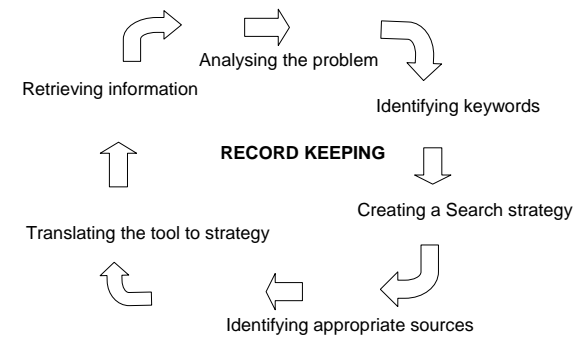 Analysing the problem
Retrieving information
Identifying keywords
RECORD KEEPING
Creating a Search strategy
Translating the tool to strategy
Identifying appropriate sources